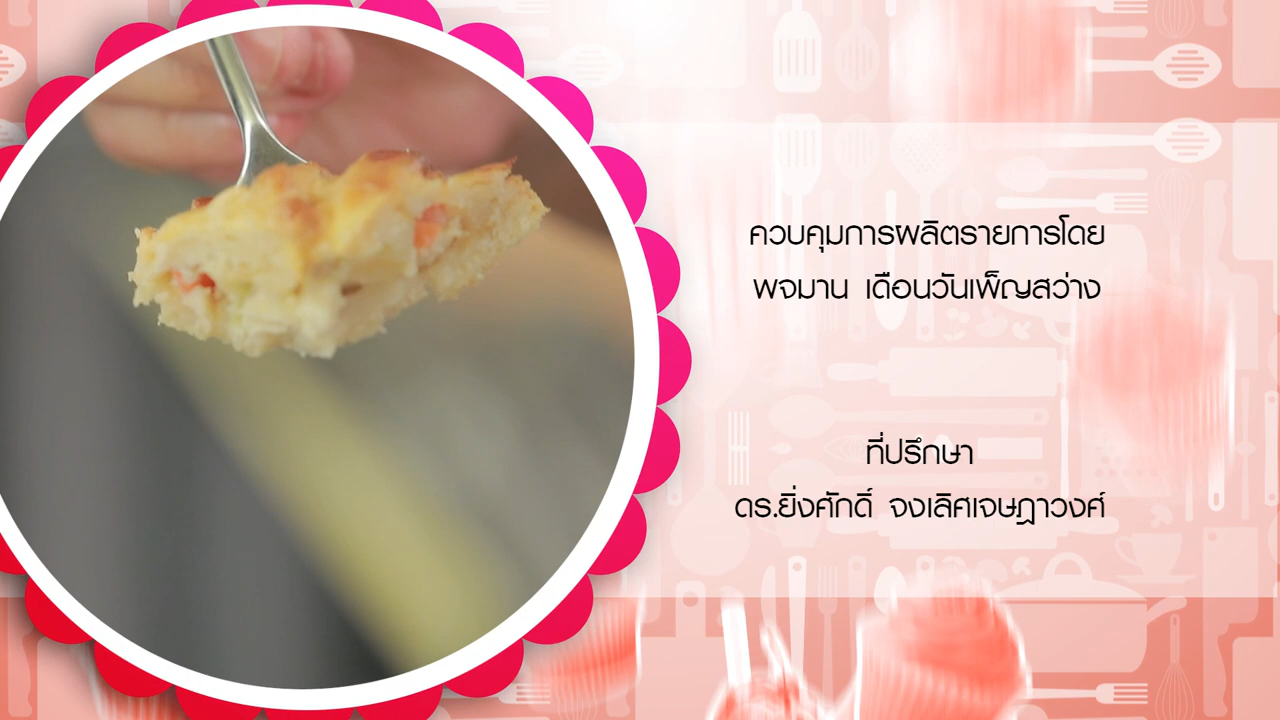 ควบคุมการผลิตรายการโดย
พจมาน เดือนวันเพ็ญสว่าง
ที่ปรึกษา
ดร.ยิ่งศักดิ์ จงเลิศเจษฎาวงศ์